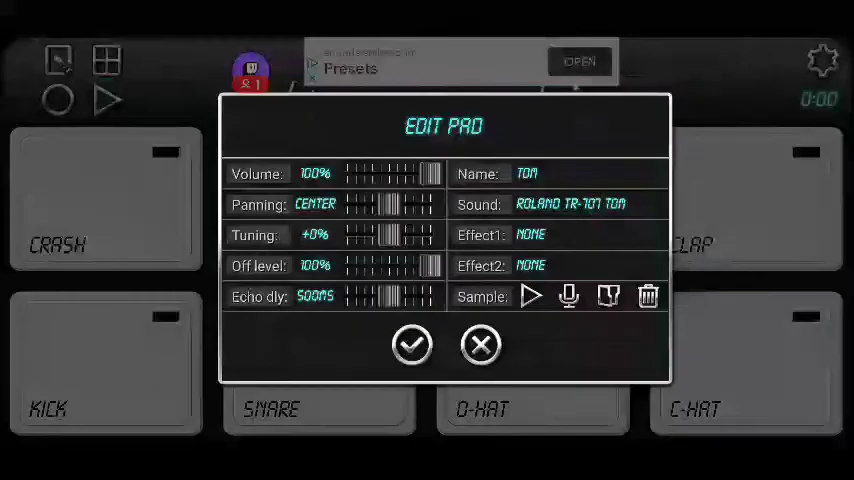 Presets
OPEN
1
0:00
EDIT PAD
Volume: 100%
Name: TOM
Panning: CENTER
Sound: ROLAND TR-707 TOM
Tuning: +0%
Effect1: NONE
Off level: 100%
Effect2: NONE
Echo dly: 500MS
Sample:
CRASH
CLAP
KICK
SNARE
O-HAT
C-HAT